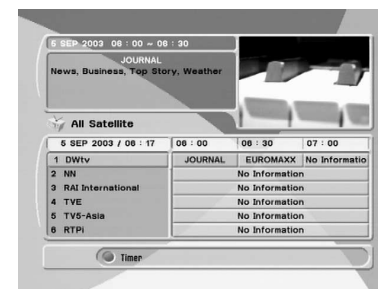 5 SEP 2003 06 : 00 ~ 06 : 30
JOURNAL
News, Business, Top Story, Weather
All Satellite
5 SEP 2003 / 06 : 17 06 : 00 06 : 30 07 : 00
1 DWtv JOURNAL EUROMAXX No Informatio
2 NN No Information
3 RAI International No Information
4 TVE No Information
5 TV5-Asia No Information
6 RTPi No Information
Timer